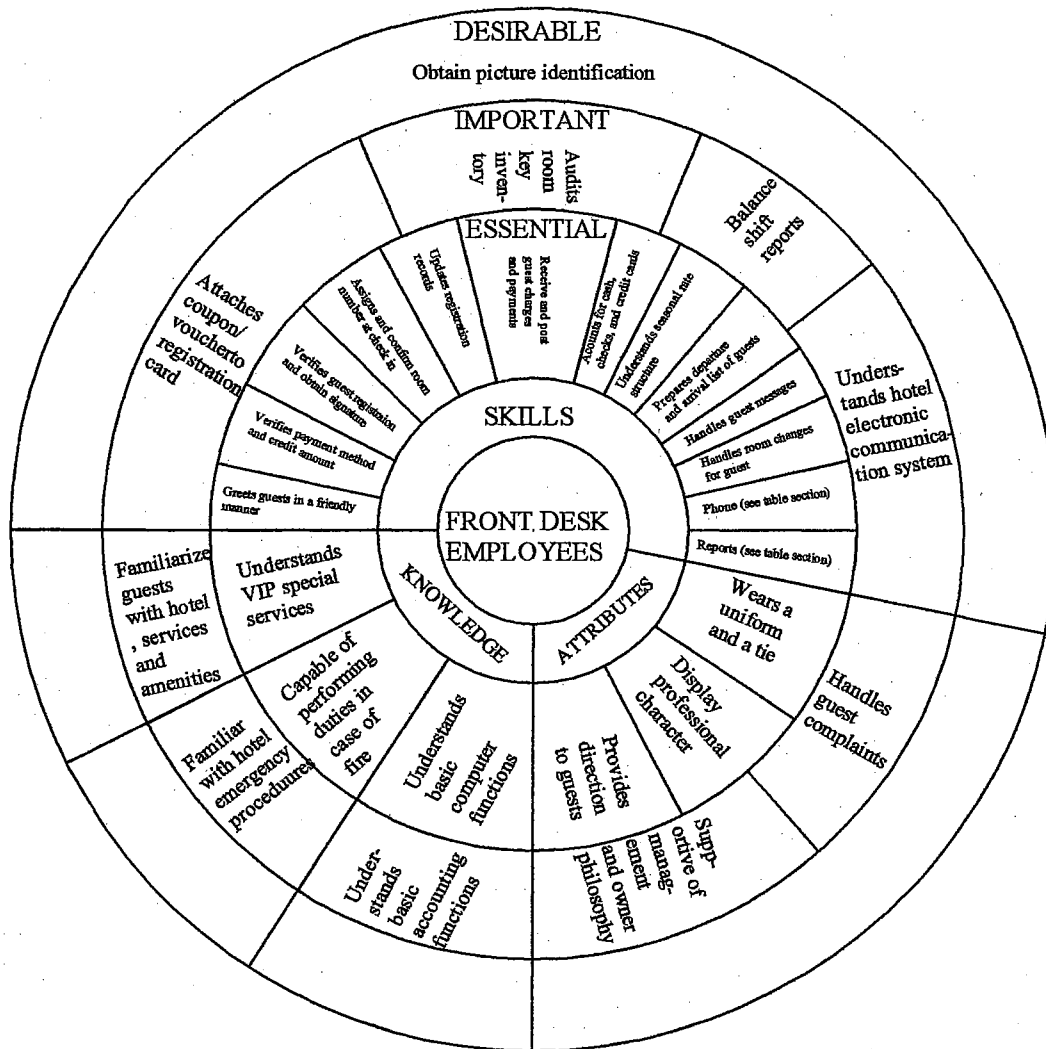 DESIRABLE
Obtain picture identification
IMPORTANT
Audits
room
key
inven-
tory
Balance
shift
reports
Unders-
tands hotel
electronic
communica-
tion system
Attaches
coupon/
voucherto
registration
card
ESSENTIAL
Greets guests in a friendly
manner
Verifies payment method
and credit amount
Verifies guest registraion
and obtain signature
Assigns and confirm room
number at check in
Updates registration
records
Receive and post
guest charges
and payments
Acounts for cash,
checks, and credit cards
Understands seasonal rate
structure
Prepares departure
and arrival list of guests
Handles guest messages
Handles room changes
for guest
Phone (see table section)
Reports (see table section)
SKILLS
FRONT DESK
EMPLOYEES
KNOWLEDGE
ATTRIBUTES
Understands
VIP special
services
Capable of
performing
duties in
case of
fire
Understands
basic
computer
functions
Provides
direction
to guests
Display
professional
character
Wears a
uniform
and a tie
Familiarize
guests
with hotel
, services
and
amenities
Familiar
with hotel
emergency
proceduures
Under-
stands
basic
accounting
functions
Supp-
ortive of
manag-
ement
and owner
philosophy
Handles
guest
complaints